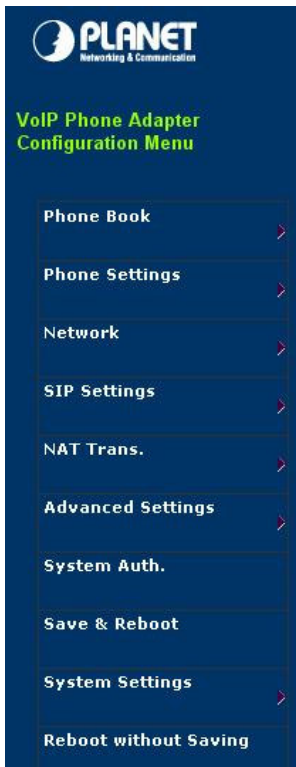 PLANET
Networking & Communication
VoIP Phone Adapter
Configuration Menu
Phone Book
Phone Settings
Network
SIP Settings
NAT Trans.
Advanced Settings
System Auth.
Save & Reboot
System Settings
Reboot without Saving